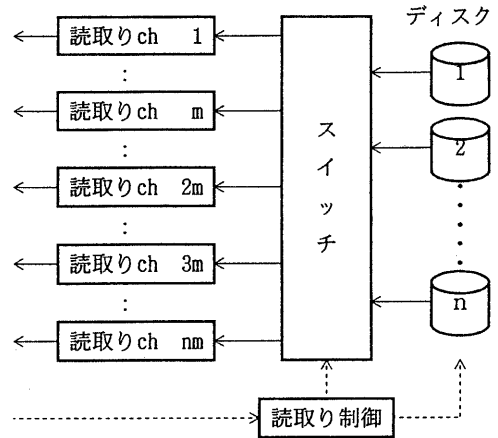 ディスク
読取りch 1
:
読取りch m
:
読取りch 2m
:
読取りch 3m
:
読取りch nm
スイッチ
1
2
n
読取り制御